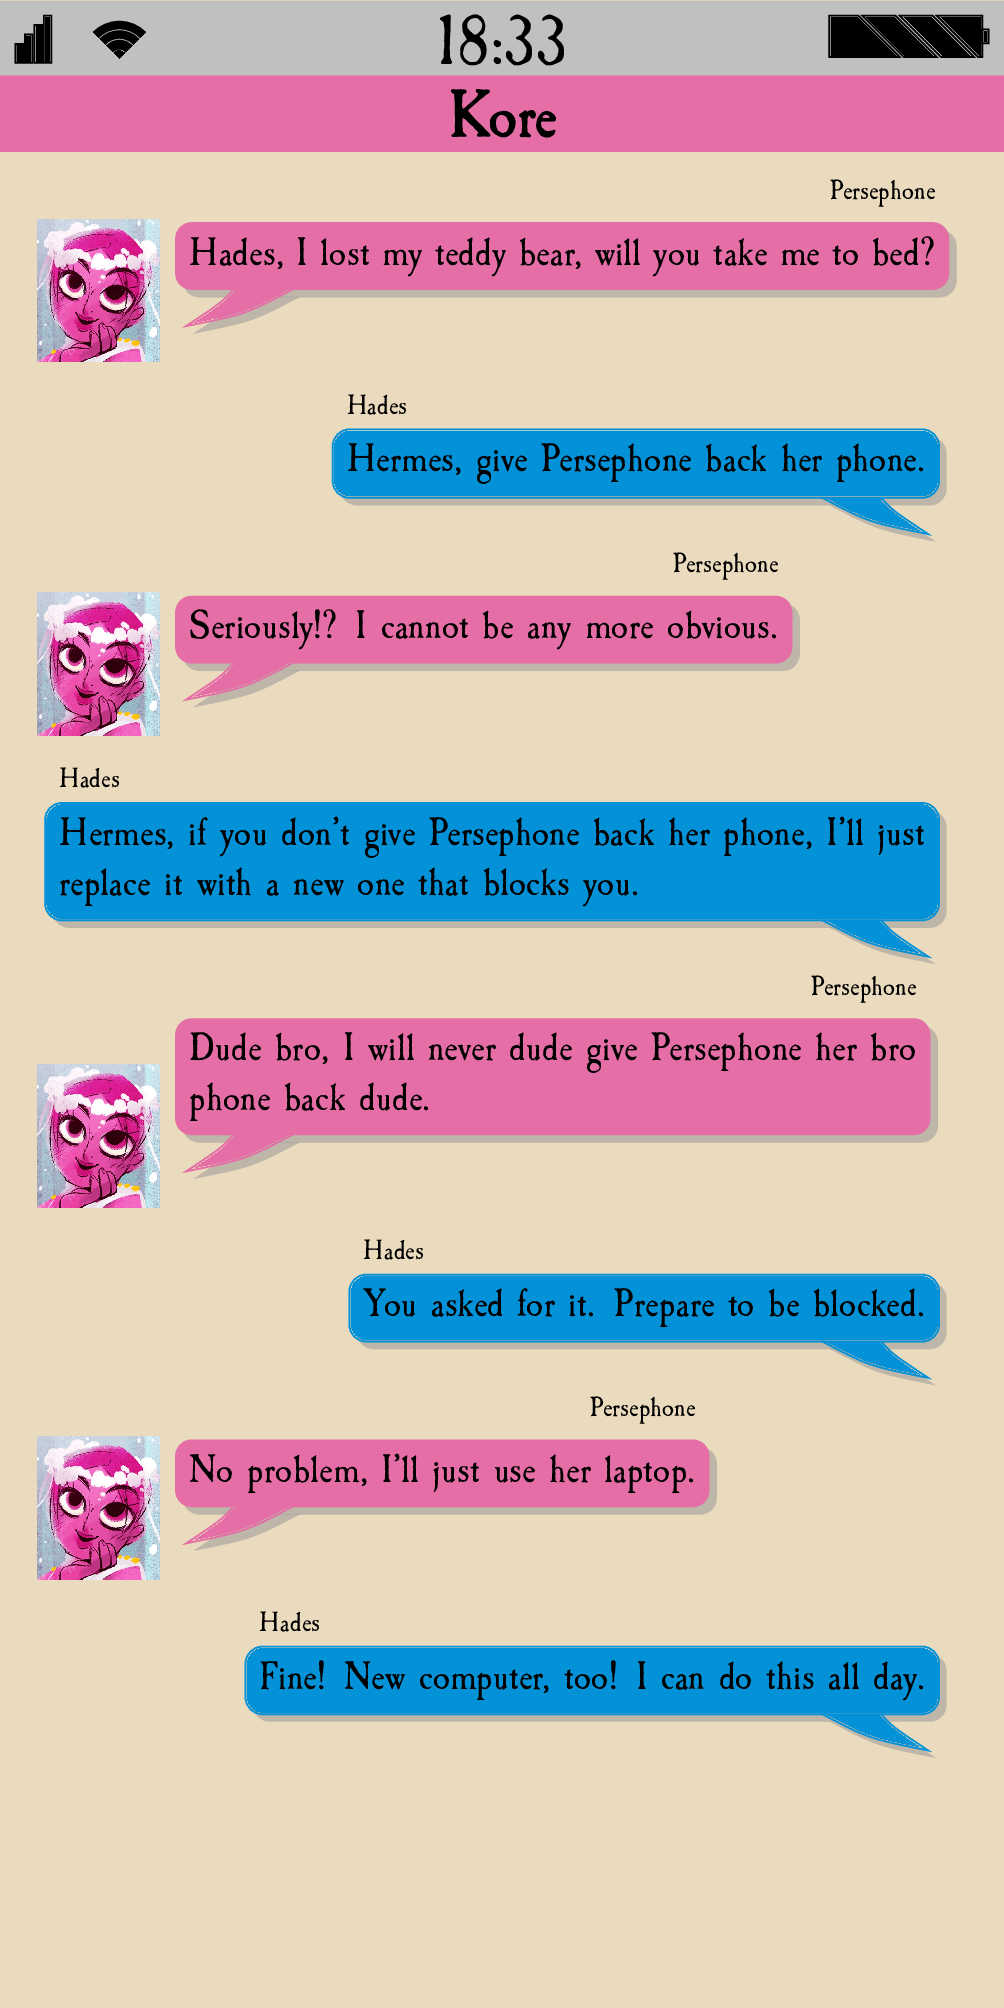 18:33
Kore
Persephone
Hades, I lost my teddy bear, will you take me to bed?
Hades
Hermes, give Persephone back her phone.
Persephone
Seriously!? I cannot be any more obvious.
Hades
Hermes, if you don't give Persephone back her phone, I'll just
replace it with a new one that blocks you.
Persephone
Dude bro, I will never dude give Persephone her bro
phone back dude.
Hades
You asked for it. Prepare to be blocked.
Persephone
No problem, I'll just use her laptop.
Hades
Fine! New computer, too! I can do this all day.